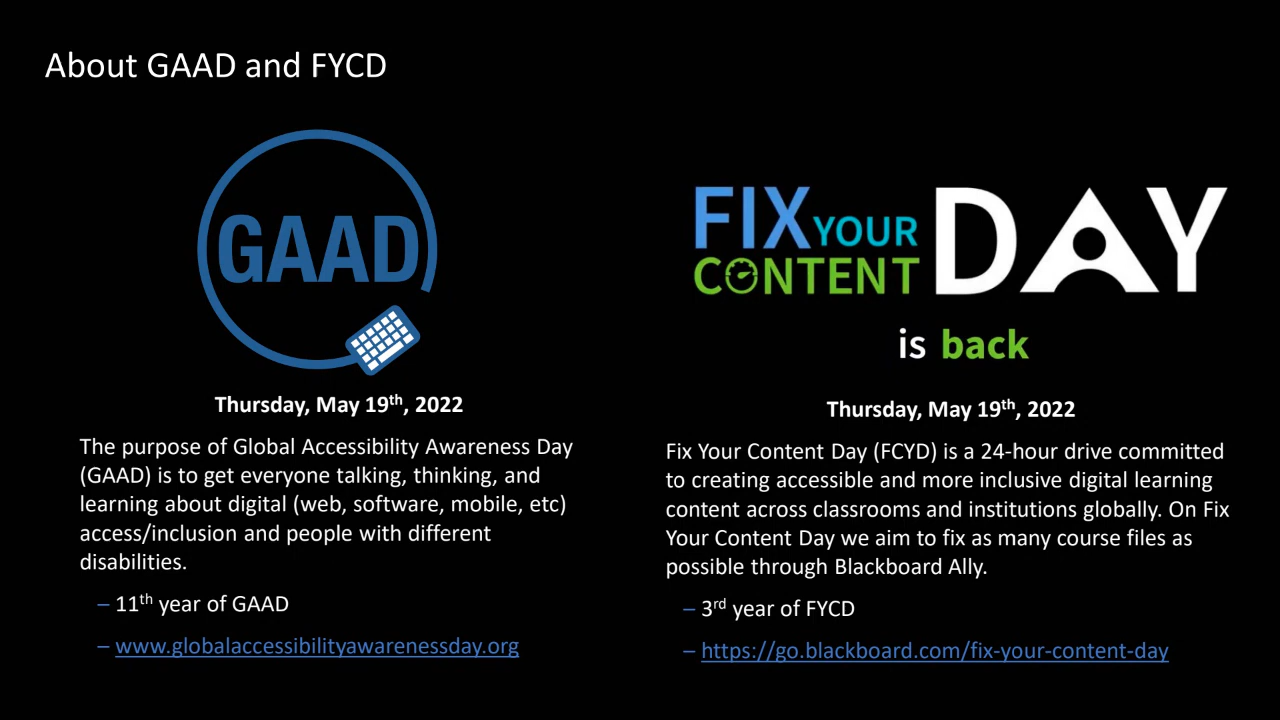 About GAAD and FYCD
GAAD
Thursday, May 19th, 2022
The purpose of Global Accessibility Awareness Day
(GAAD) is to get everyone talking, thinking, and
learning about digital (web, software, mobile, etc)
access/inclusion and people with different
disabilities.
– 11th year of GAAD
– www.globalaccessibilityawarenessday.org
FIX YOUR
CONTENT DAY
is back
Thursday, May 19th, 2022
Fix Your Content Day (FCYD) is a 24-hour drive committed
to creating accessible and more inclusive digital learning
content across classrooms and institutions globally. On Fix
Your Content Day we aim to fix as many course files as
possible through Blackboard Ally.
– 3rd year of FYCD
– https://go.blackboard.com/fix-your-content-day